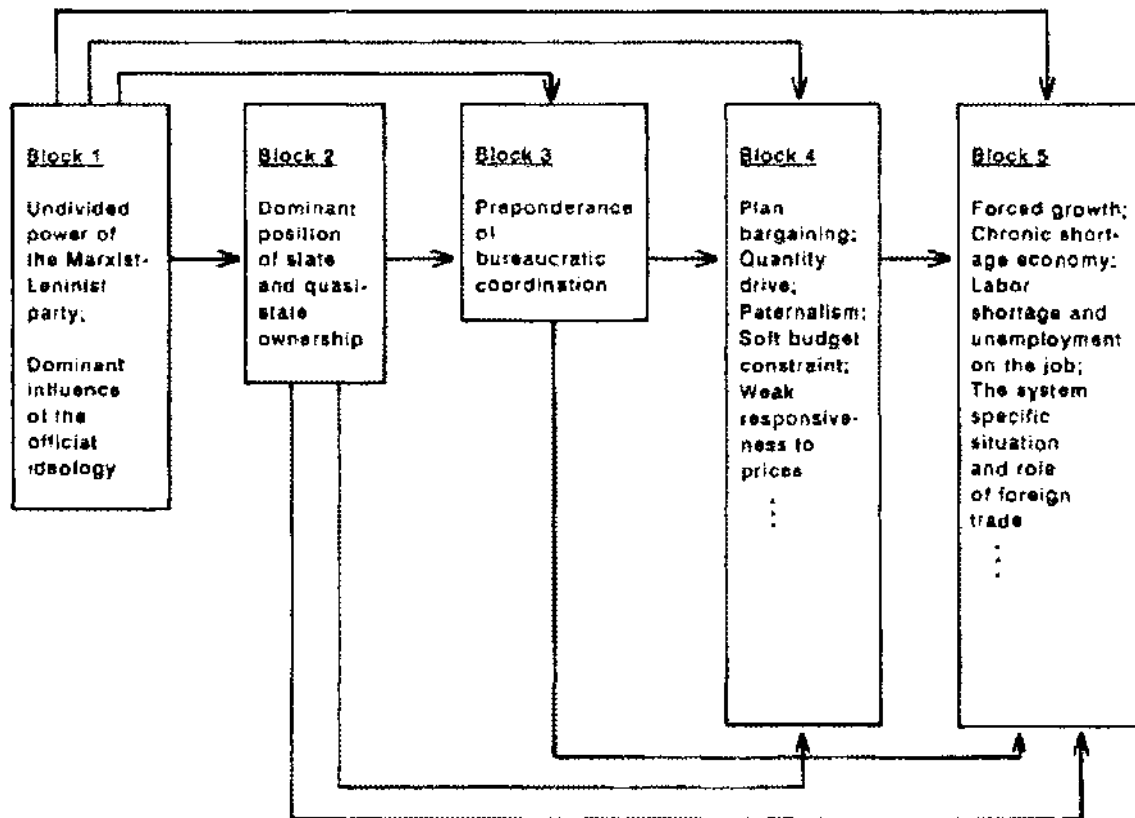 Block 1
Undivided
power of
the Marxist-
Leninist
party;
Dominant
influence
of the
official
ideology
Block 2
Dominant
position
of state
and quasi-
state
ownership
Block 3
Preponderance
of
bureaucratic
coordination
Block 4
Plan
bargaining;
Quantity
drive;
Paternalism;
Soft budget
constraint;
Weak
responsive-
ness to
prices
.
.
.
Block 5
Forced growth;
Chronic short-
age economy;
Labor
shortage and
unemployment
on the job;
The system
specific
situation
and role
of foreign
trade
.
.
.